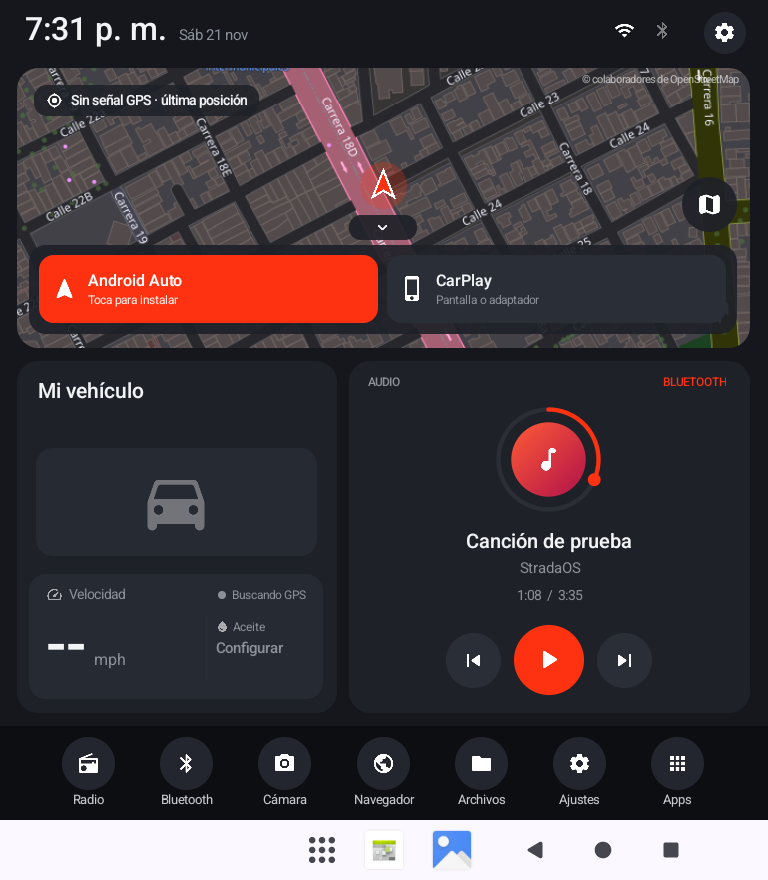 7:31 p. m. Sáb 21 nov
© colaboradores de OpenStreetMap
Sin señal GPS · última posición
Calle 23
Calle 24
Carrera 16
Carrera 18D
Carrera 18E
Carrera 18
Calle 22B
Carrera 19
Calle 24
Android Auto
Toca para instalar
CarPlay
Pantalla o adaptador
Mi vehículo
Velocidad
Buscando GPS
-- mph
Aceite
Configurar
AUDIO
BLUETOOTH
Canción de prueba
StradaOS
1:08 / 3:35
Radio
Bluetooth
Cámara
Navegador
Archivos
Ajustes
Apps